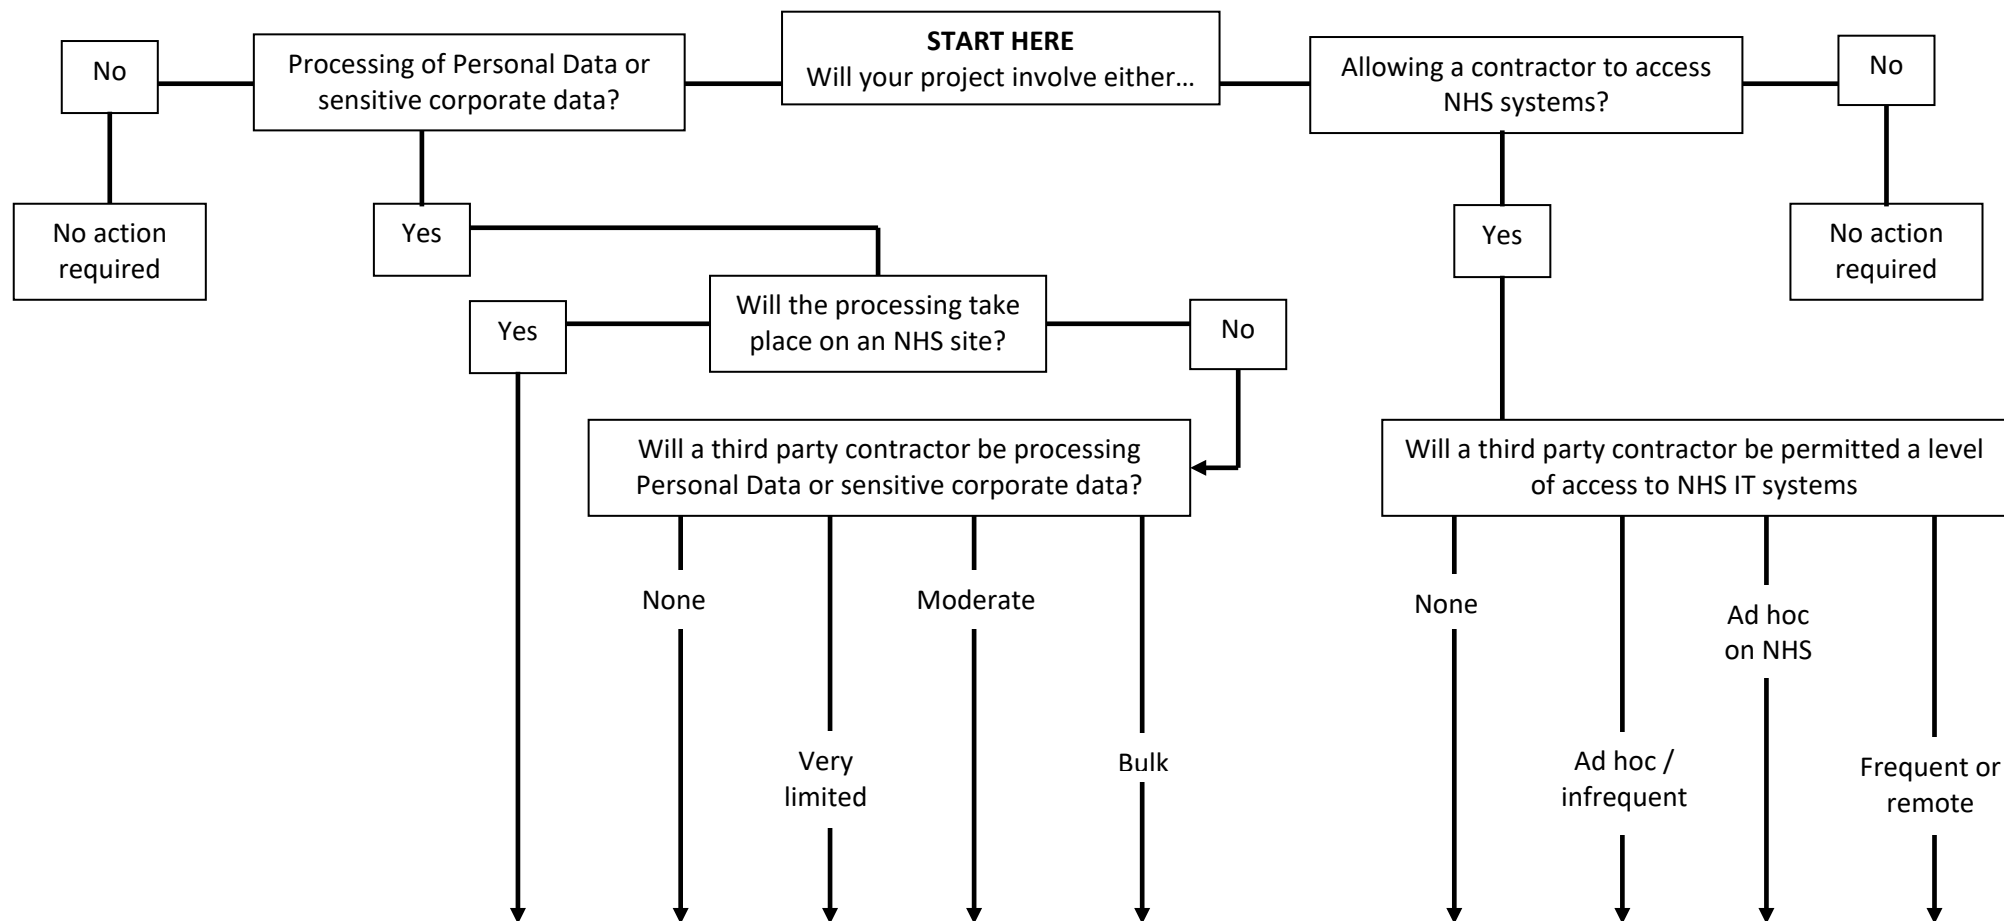 START HERE
Will your project involve either…
No
Processing of Personal Data or
sensitive corporate data?
Allowing a contractor to access
NHS systems?
No
No action
required
Yes
Yes
No action
required
Yes
Will the processing take
place on an NHS site?
No
Will a third party contractor be processing
Personal Data or sensitive corporate data?
Will a third party contractor be permitted a level
of access to NHS IT systems
None
Very
limited
Moderate
Bulk
None
Ad hoc /
infrequent
Ad hoc
on NHS
Frequent or
remote